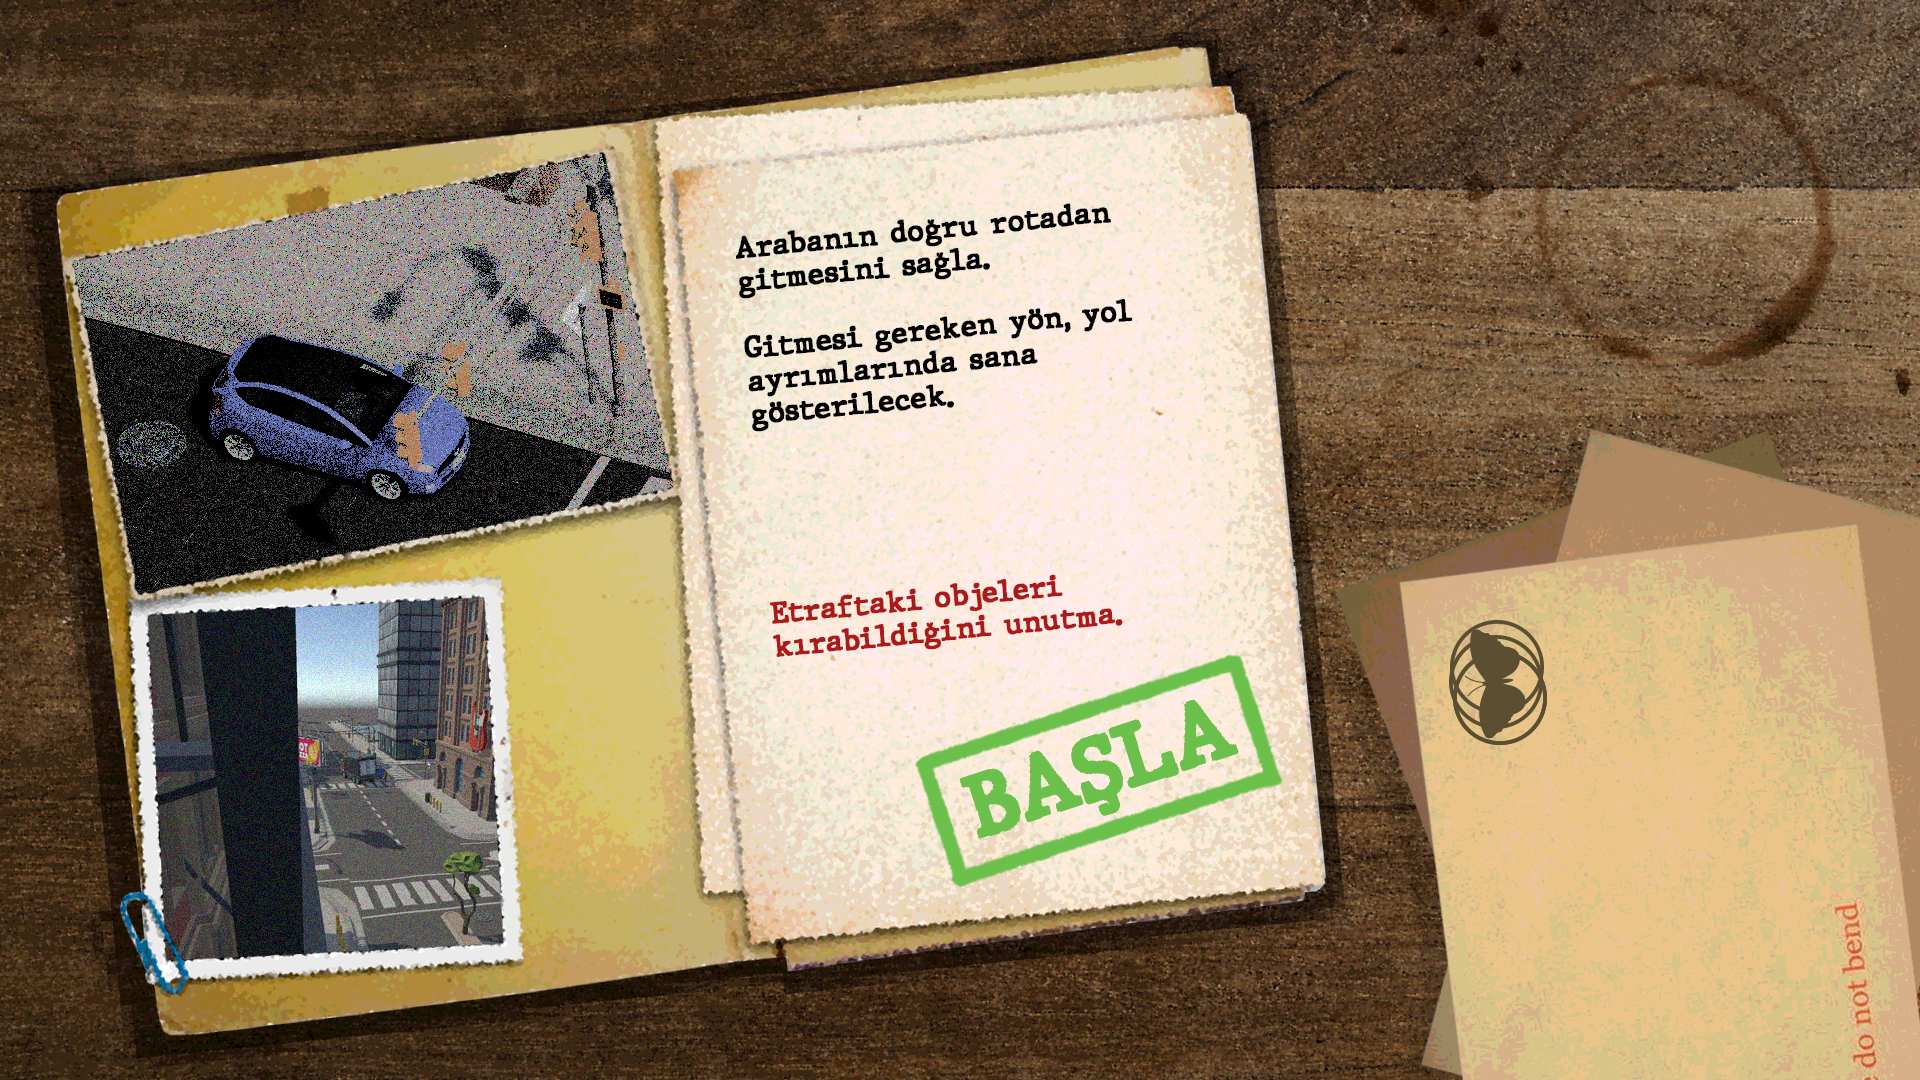 Arabanın doğru rotadan
gitmesini sağla.
Gitmesi gereken yön, yol
ayrımlarında sana
gösterilecek.
Etraftaki objeleri
kırabildiğini unutma.
BAŞLA
do not bend